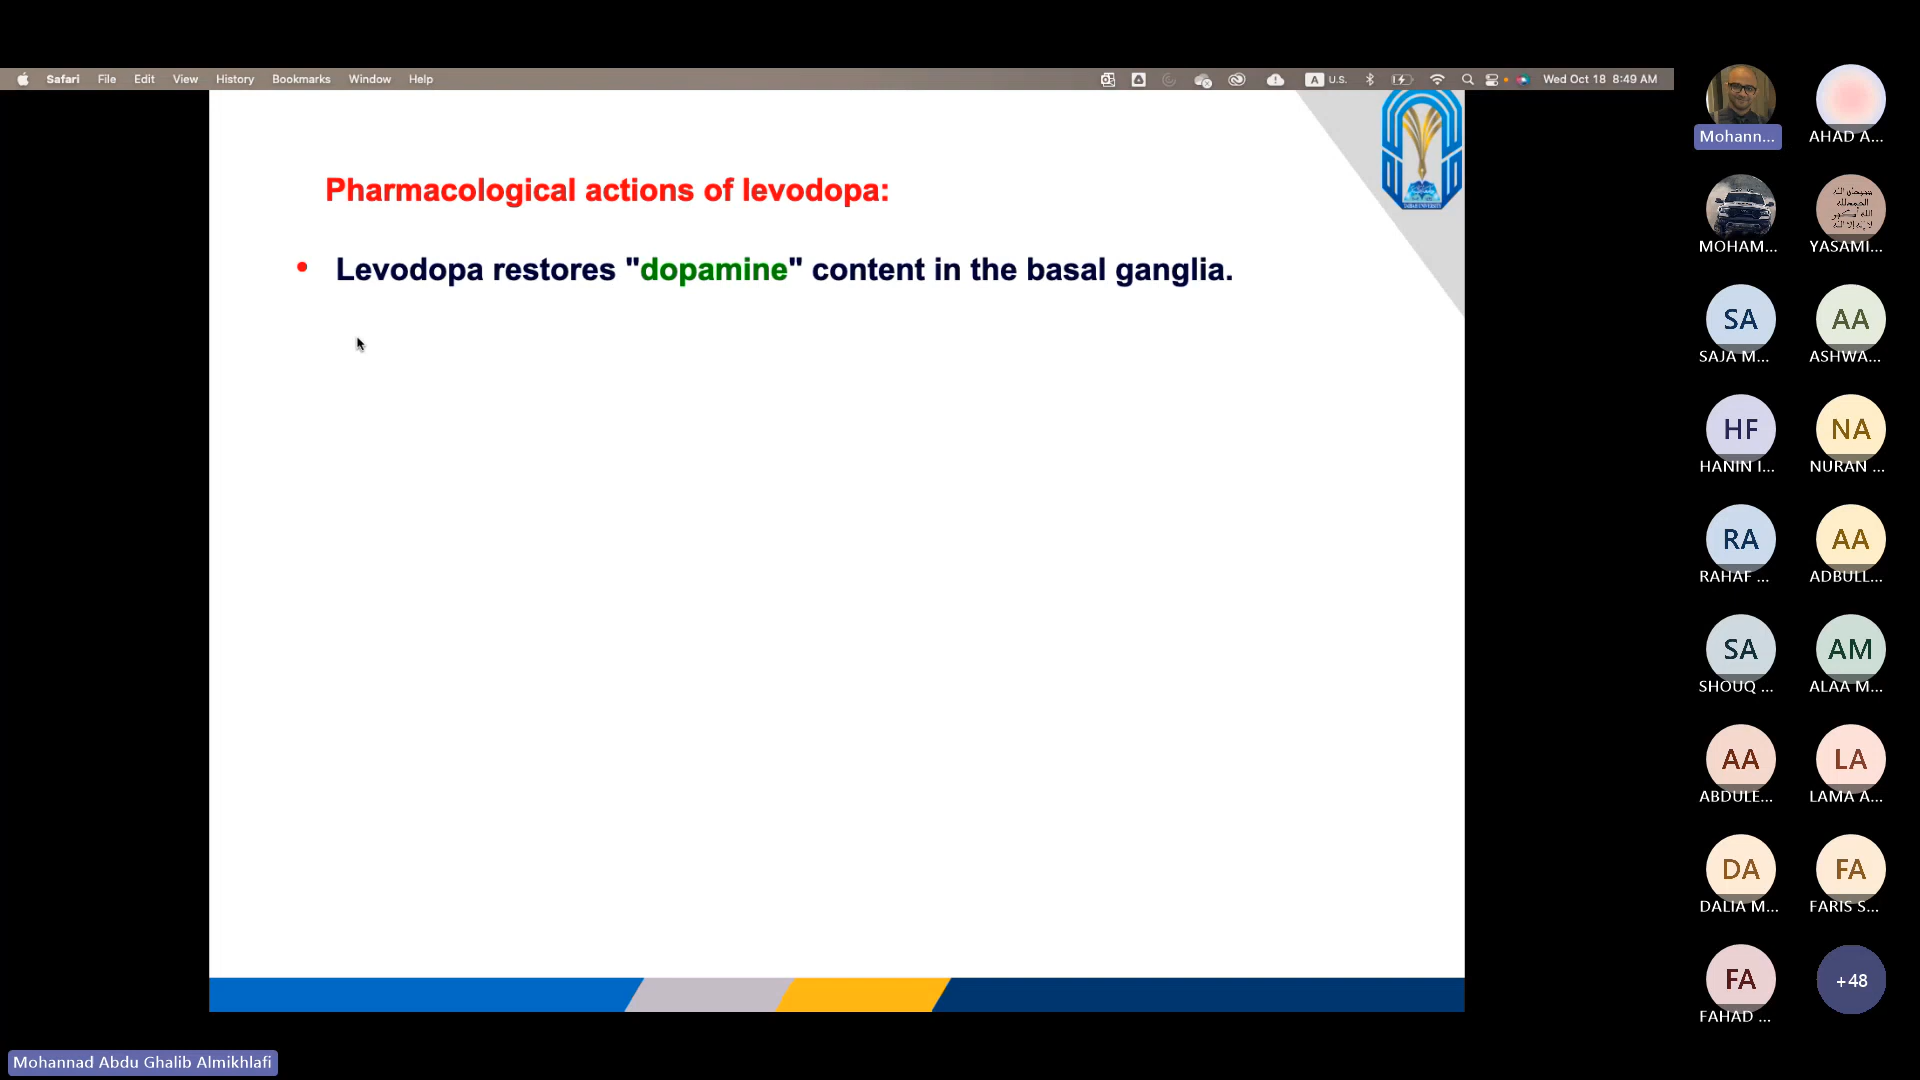 Safari File Edit View History Bookmarks Window Help A U.S. Wed Oct 18 8:49 AM
Pharmacological actions of levodopa:
• Levodopa restores "dopamine" content in the basal ganglia.
TAIBAH UNIVERSITY
Mohann...
AHAD A...
MOHAM...
YASAMI...
SA
SAJA M...
AA
ASHWA...
HF
HANIN I...
NA
NURAN ...
RA
RAHAF ...
AA
ADBULL...
SA
SHOUQ ...
AM
ALAA M...
AA
ABDULE...
LA
LAMA A...
DA
DALIA M...
FA
FARIS S...
FA
FAHAD ...
+48
Mohannad Abdu Ghalib Almikhlafi